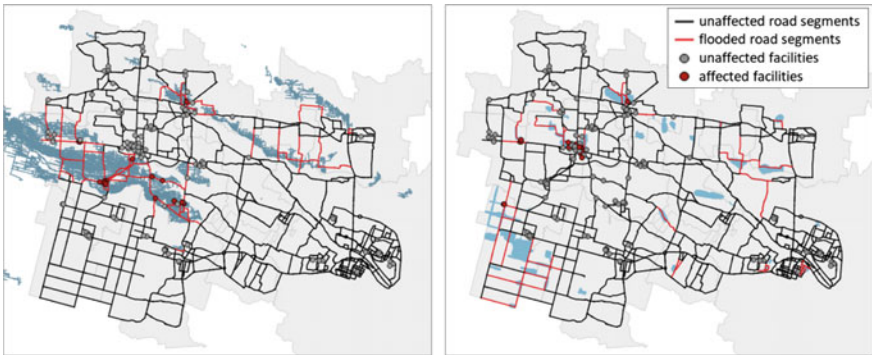 unaffected road segments
flooded road segments
unaffected facilities
affected facilities